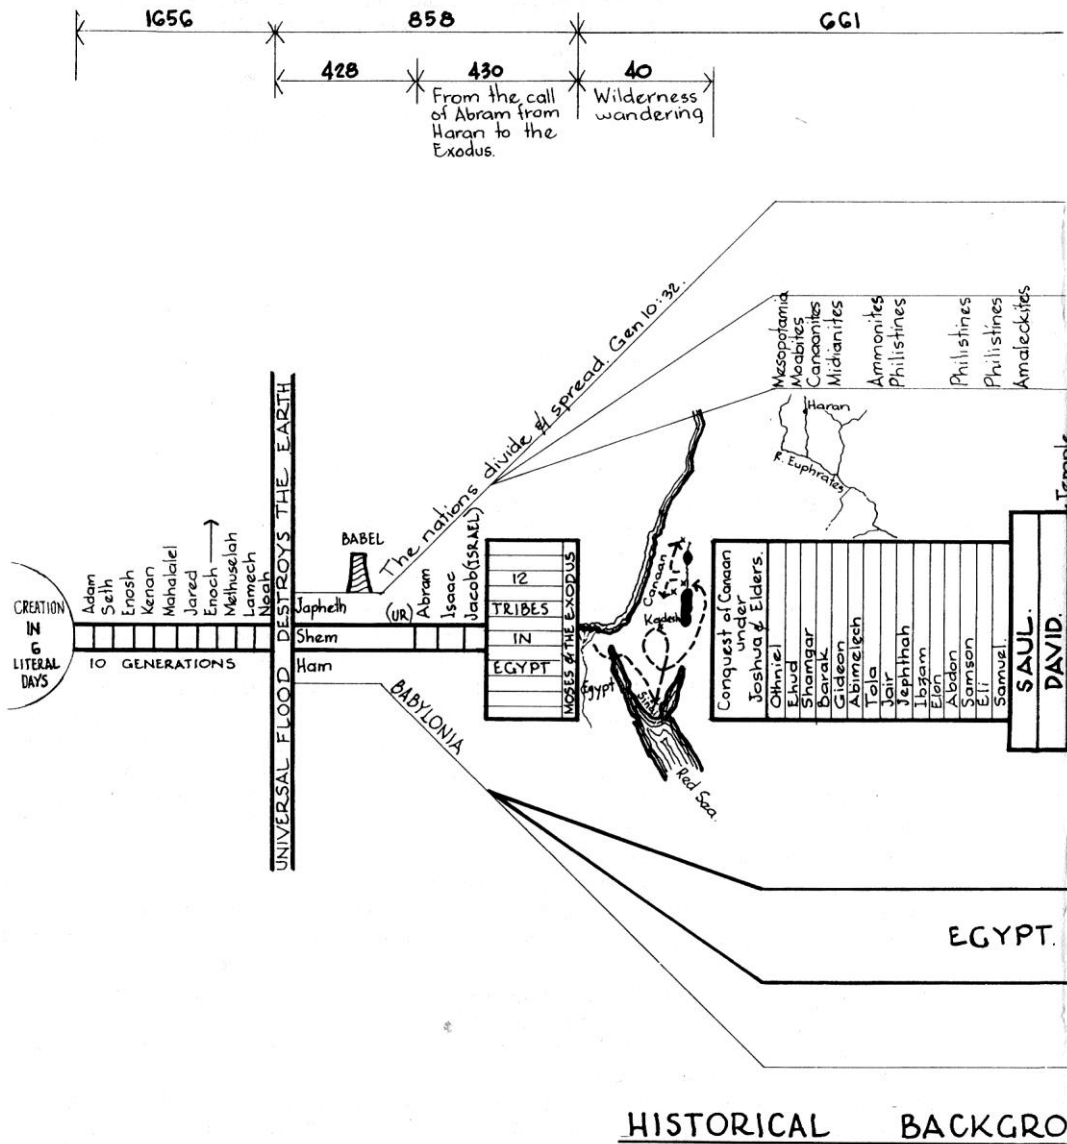 1656
858
661
428
430
40
From the call
of Abram from
Haran to the
Exodus.
Wilderness
wandering
The nations divide & spread. Gen 10:32.
Mesopotamia
Moabites
Canaanites
Midianites
Ammonites
Philistines
Philistines
Philistines
Amaleckites
Haran
R. Euphrates
CREATION
IN
6
LITERAL
DAYS
Adam
Seth
Enosh
Kenan
Mahalalel
Jared
Enoch
Methuselah
Lamech
Noah
10 GENERATIONS
UNIVERSAL FLOOD DESTROYS THE EARTH
BABEL
Japheth
Shem
Ham
(UR)
Abram
Isaac
Jacob (ISRAEL)
BABYLONIA
12
TRIBES
IN
EGYPT
MOSES & THE EXODUS
Canaan
Kadesh
Egypt
Sinai
Red Sea.
Conquest of Canaan
under
Joshua & Elders.
Othniel
Ehud
Shamgar
Barak
Gideon
Abimelech
Tola
Jair
Jephthah
Ibzam
Elon
Abdon
Samson
Eli
Samuel
SAUL.
DAVID.
Temple
EGYPT.
HISTORICAL BACKGRO